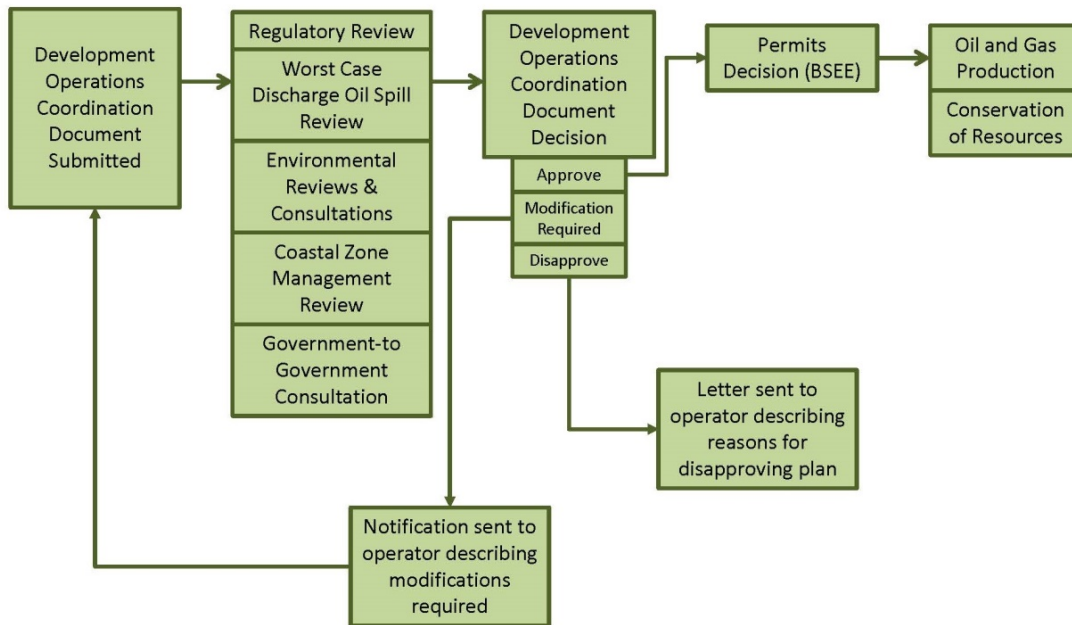 Development
Operations
Coordination
Document
Submitted
Regulatory Review
Worst Case
Discharge Oil Spill
Review
Environmental
Reviews &
Consultations
Coastal Zone
Management
Review
Government-to
Government
Consultation
Development
Operations
Coordination
Document
Decision
Approve
Modification
Required
Disapprove
Permits
Decision (BSEE)
Oil and Gas
Production
Conservation
of Resources
Letter sent to
operator describing
reasons for
disapproving plan
Notification sent to
operator describing
modifications
required